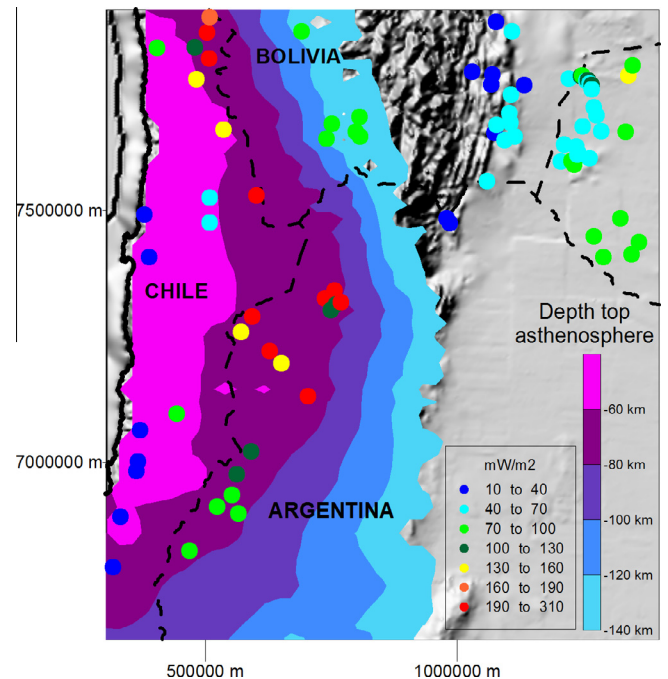 BOLIVIA
7500000 m
CHILE
Depth top
asthenosphere
-60 km
-80 km
-100 km
-120 km
-140 km
7000000 m
ARGENTINA
mW/m2
10 to 40
40 to 70
70 to 100
100 to 130
130 to 160
160 to 190
190 to 310
500000 m
1000000 m